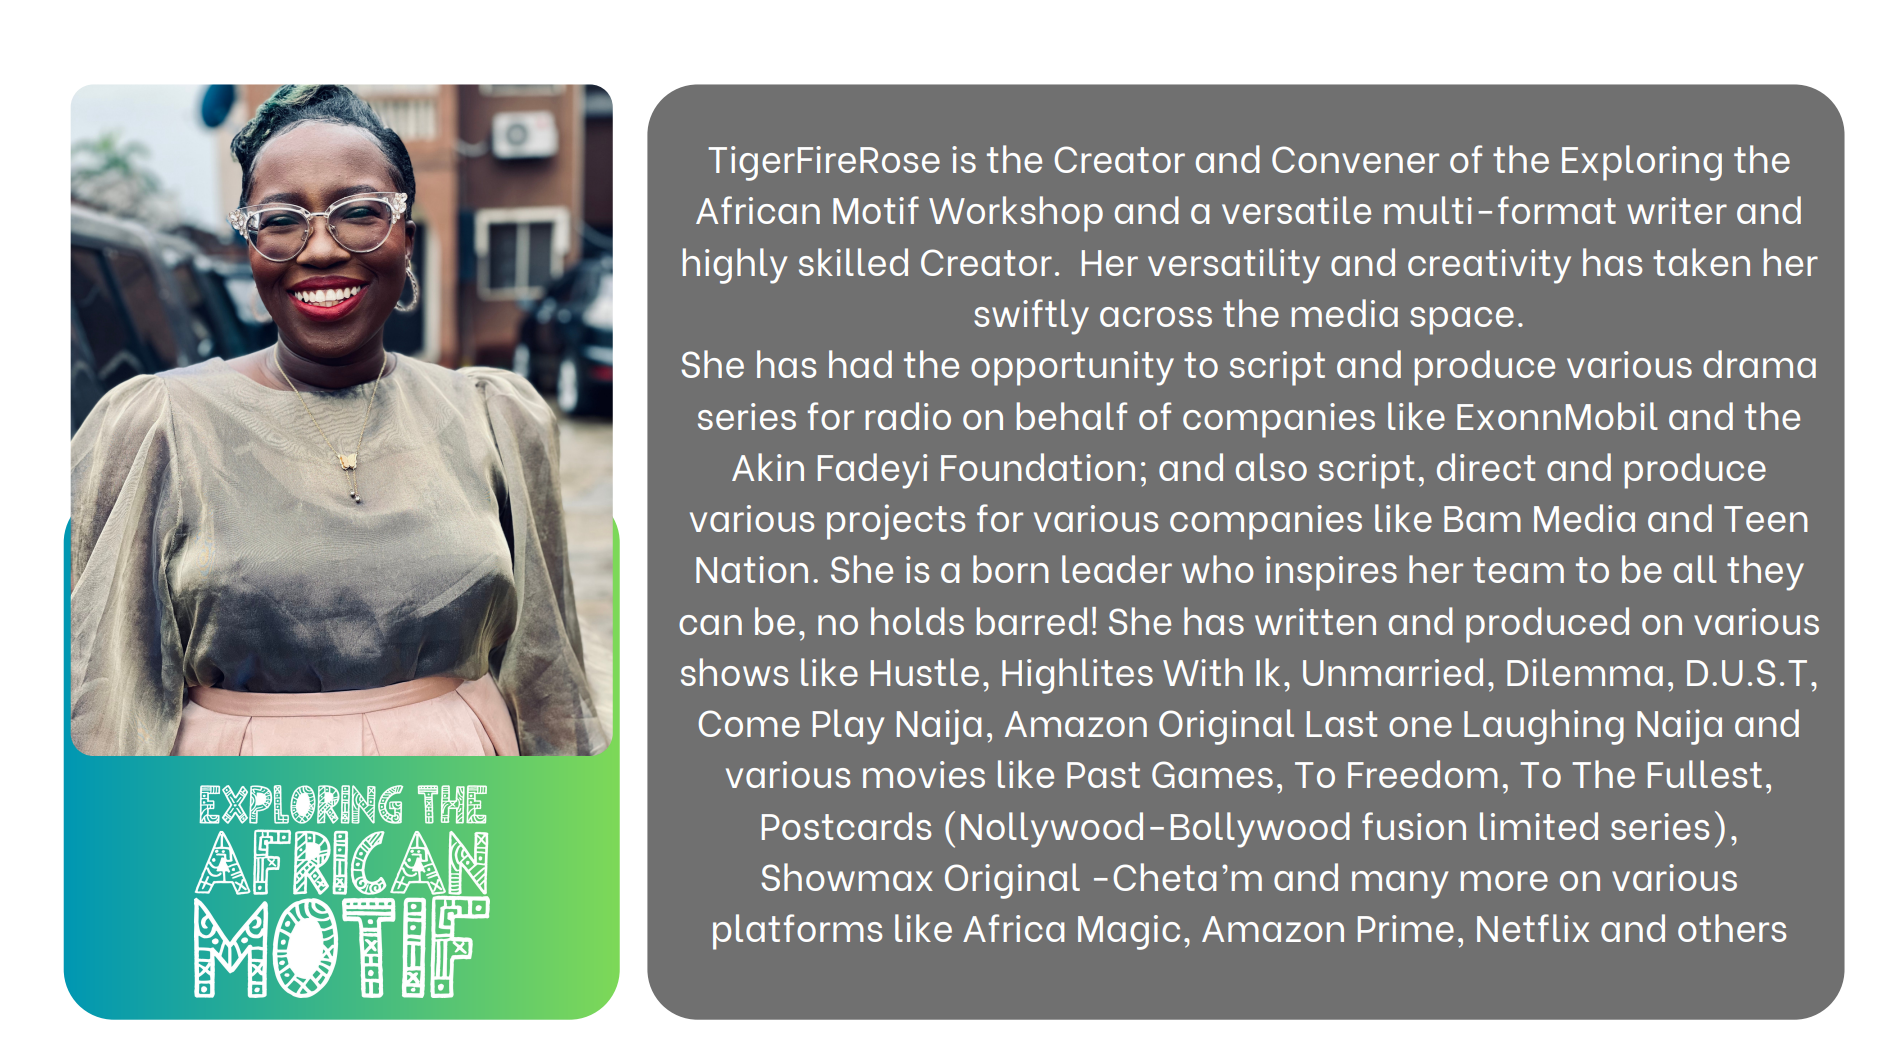 EXPLORING THE
AFRICAN
MOTIF
TigerFireRose is the Creator and Convener of the Exploring the
African Motif Workshop and a versatile multi-format writer and
highly skilled Creator.  Her versatility and creativity has taken her
swiftly across the media space.
She has had the opportunity to script and produce various drama
series for radio on behalf of companies like ExonnMobil and the
Akin Fadeyi Foundation; and also script, direct and produce
various projects for various companies like Bam Media and Teen
Nation. She is a born leader who inspires her team to be all they
can be, no holds barred! She has written and produced on various
shows like Hustle, Highlites With Ik, Unmarried, Dilemma, D.U.S.T,
Come Play Naija, Amazon Original Last one Laughing Naija and
various movies like Past Games, To Freedom, To The Fullest,
Postcards (Nollywood-Bollywood fusion limited series),
Showmax Original -Cheta’m and many more on various
platforms like Africa Magic, Amazon Prime, Netflix and others